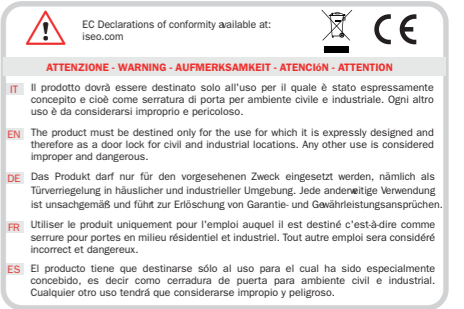 EC Declarations of conformity available at:
iseo.com
CE
ATTENZIONE - WARNING - AUFMERKSAMKEIT - ATENCIóN - ATTENTION
IT Il prodotto dovrà essere destinato solo all'uso per il quale è stato espressamente
concepito e cioè come serratura di porta per ambiente civile e industriale. Ogni altro
uso è da considerarsi improprio e pericoloso.
EN The product must be destined only for the use for which it is expressly designed and
therefore as a door lock for civil and industrial locations. Any other use is considered
improper and dangerous.
DE Das Produkt darf nur für den vorgesehenen Zweck eingesetzt werden, nämlich als
Türverriegelung in häuslicher und industrieller Umgebung. Jede anderweitige Verwendung
ist unsachgemäß und führt zur Erlöschung von Garantie- und Gewährleistungsansprüchen.
FR Utiliser le produit uniquement pour l'emploi auquel il est destiné c'est-à-dire comme
serrure pour portes en milieu résidentiel et industriel. Tout autre emploi sera considéré
incorrect et dangereux.
ES El producto tiene que destinarse sólo al uso para el cual ha sido especialmente
concebido, es decir como cerradura de puerta para ambiente civil e industrial.
Cualquier otro uso tendrá que considerarse impropio y peligroso.